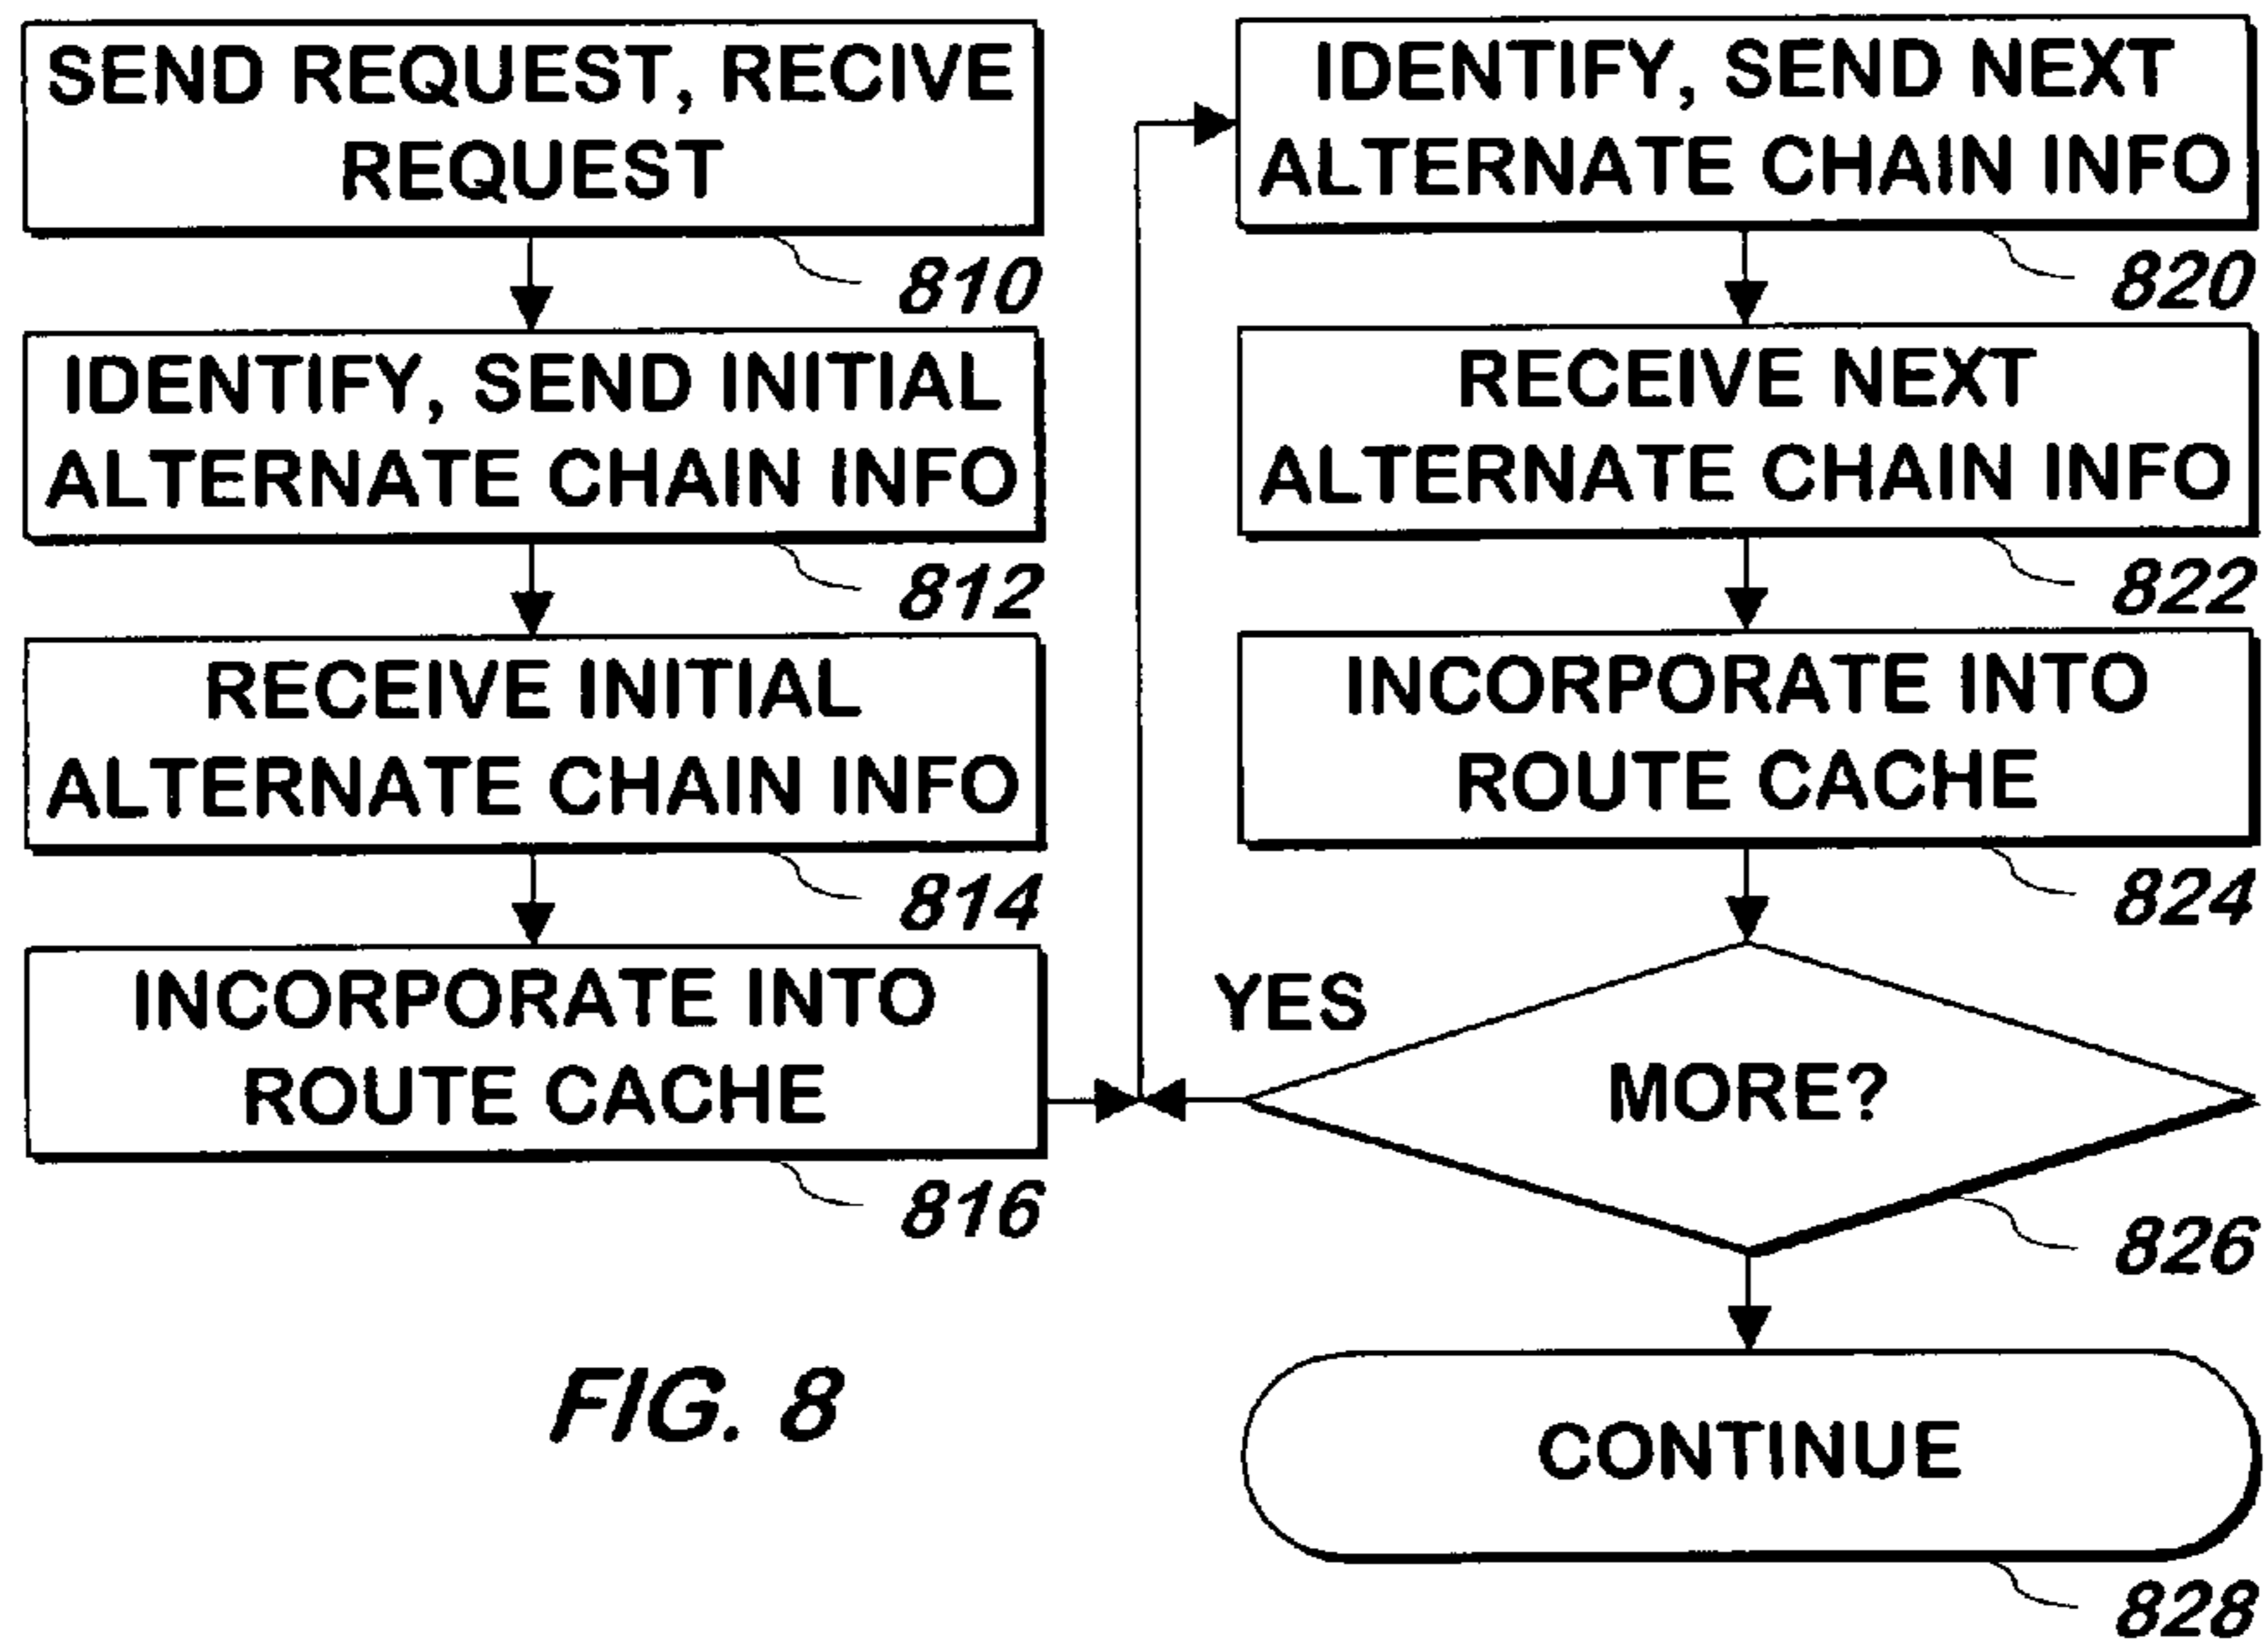 SEND REQUEST, RECIVE
REQUEST
810
IDENTIFY, SEND INITIAL
ALTERNATE CHAIN INFO
812
RECEIVE INITIAL
ALTERNATE CHAIN INFO
814
INCORPORATE INTO
ROUTE CACHE
816
IDENTIFY, SEND NEXT
ALTERNATE CHAIN INFO
820
RECEIVE NEXT
ALTERNATE CHAIN INFO
822
INCORPORATE INTO
ROUTE CACHE
824
YES
MORE?
826
CONTINUE
828
FIG. 8